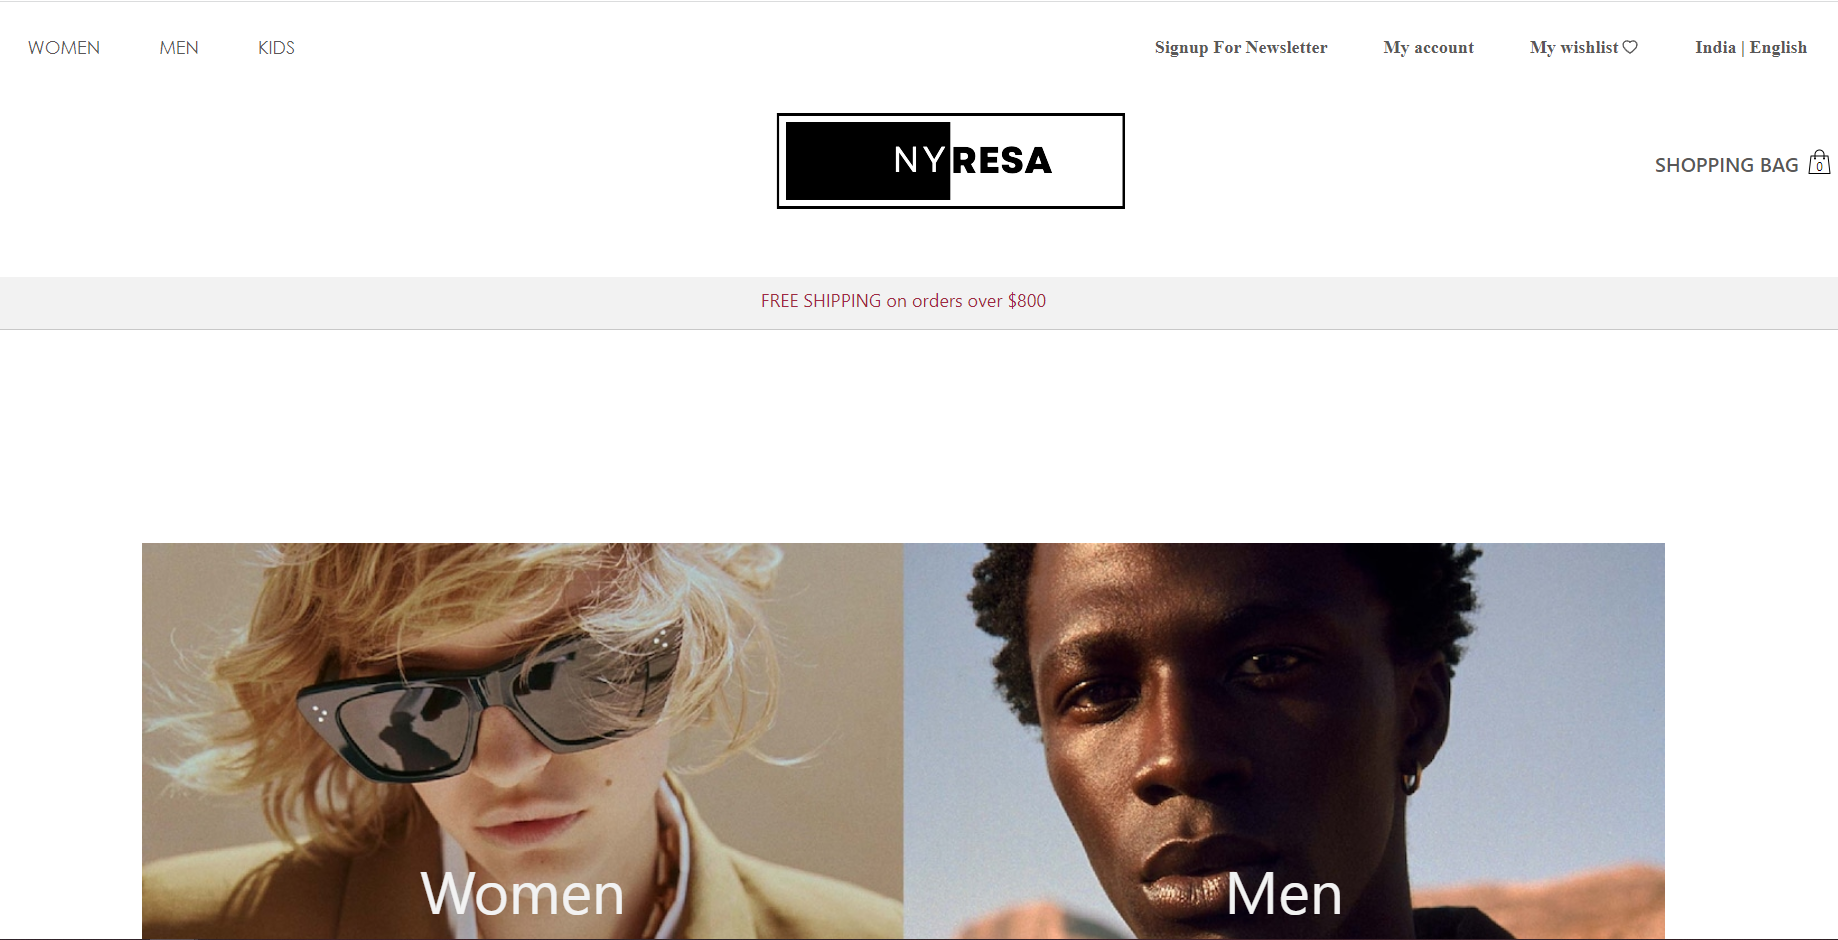 WOMEN MEN KIDS Signup For Newsletter My account My wishlist India | English
NYRESA
SHOPPING BAG 0
FREE SHIPPING on orders over $800
Women Men